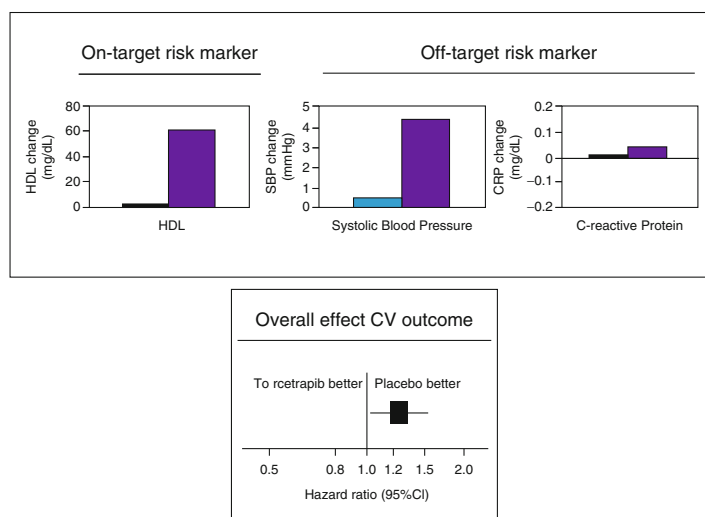 On-target risk marker
Off-target risk marker
HDL change
(mg/dL)
80
60
40
20
0
HDL
SBP change
(mmHg)
5
4
3
2
1
0
Systolic Blood Pressure
CRP change
(mg/dL)
0.2
0.1
0
−0.1
−0.2
C-reactive Protein
Overall effect CV outcome
To rcetrapib better
Placebo better
0.5 0.8 1.0 1.2 1.5 2.0
Hazard ratio (95%CI)